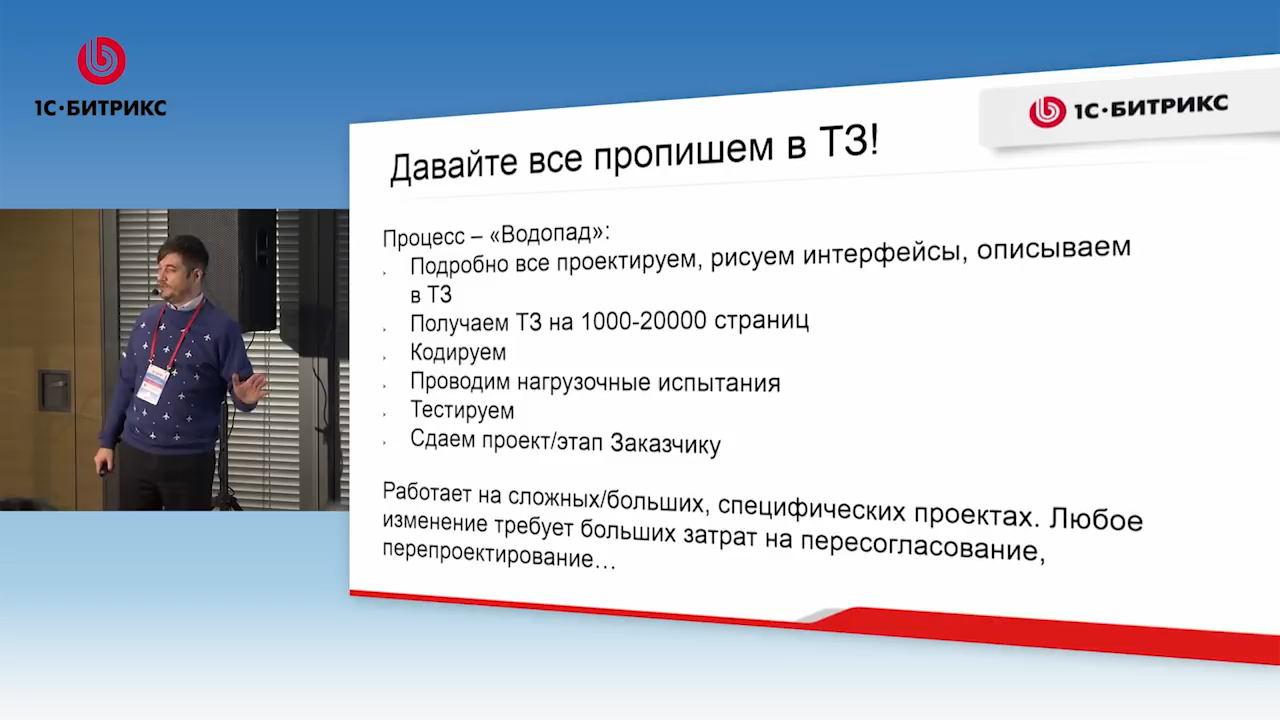 1С·БИТРИКС
1С·БИТРИКС
Давайте все пропишем в ТЗ!
Процесс – «Водопад»:
Подробно все проектируем, рисуем интерфейсы, описываем
в ТЗ
Получаем ТЗ на 1000-20000 страниц
Кодируем
Проводим нагрузочные испытания
Тестируем
Сдаем проект/этап Заказчику
Работает на сложных/больших, специфических проектах. Любое
изменение требует больших затрат на пересогласование,
перепроектирование…